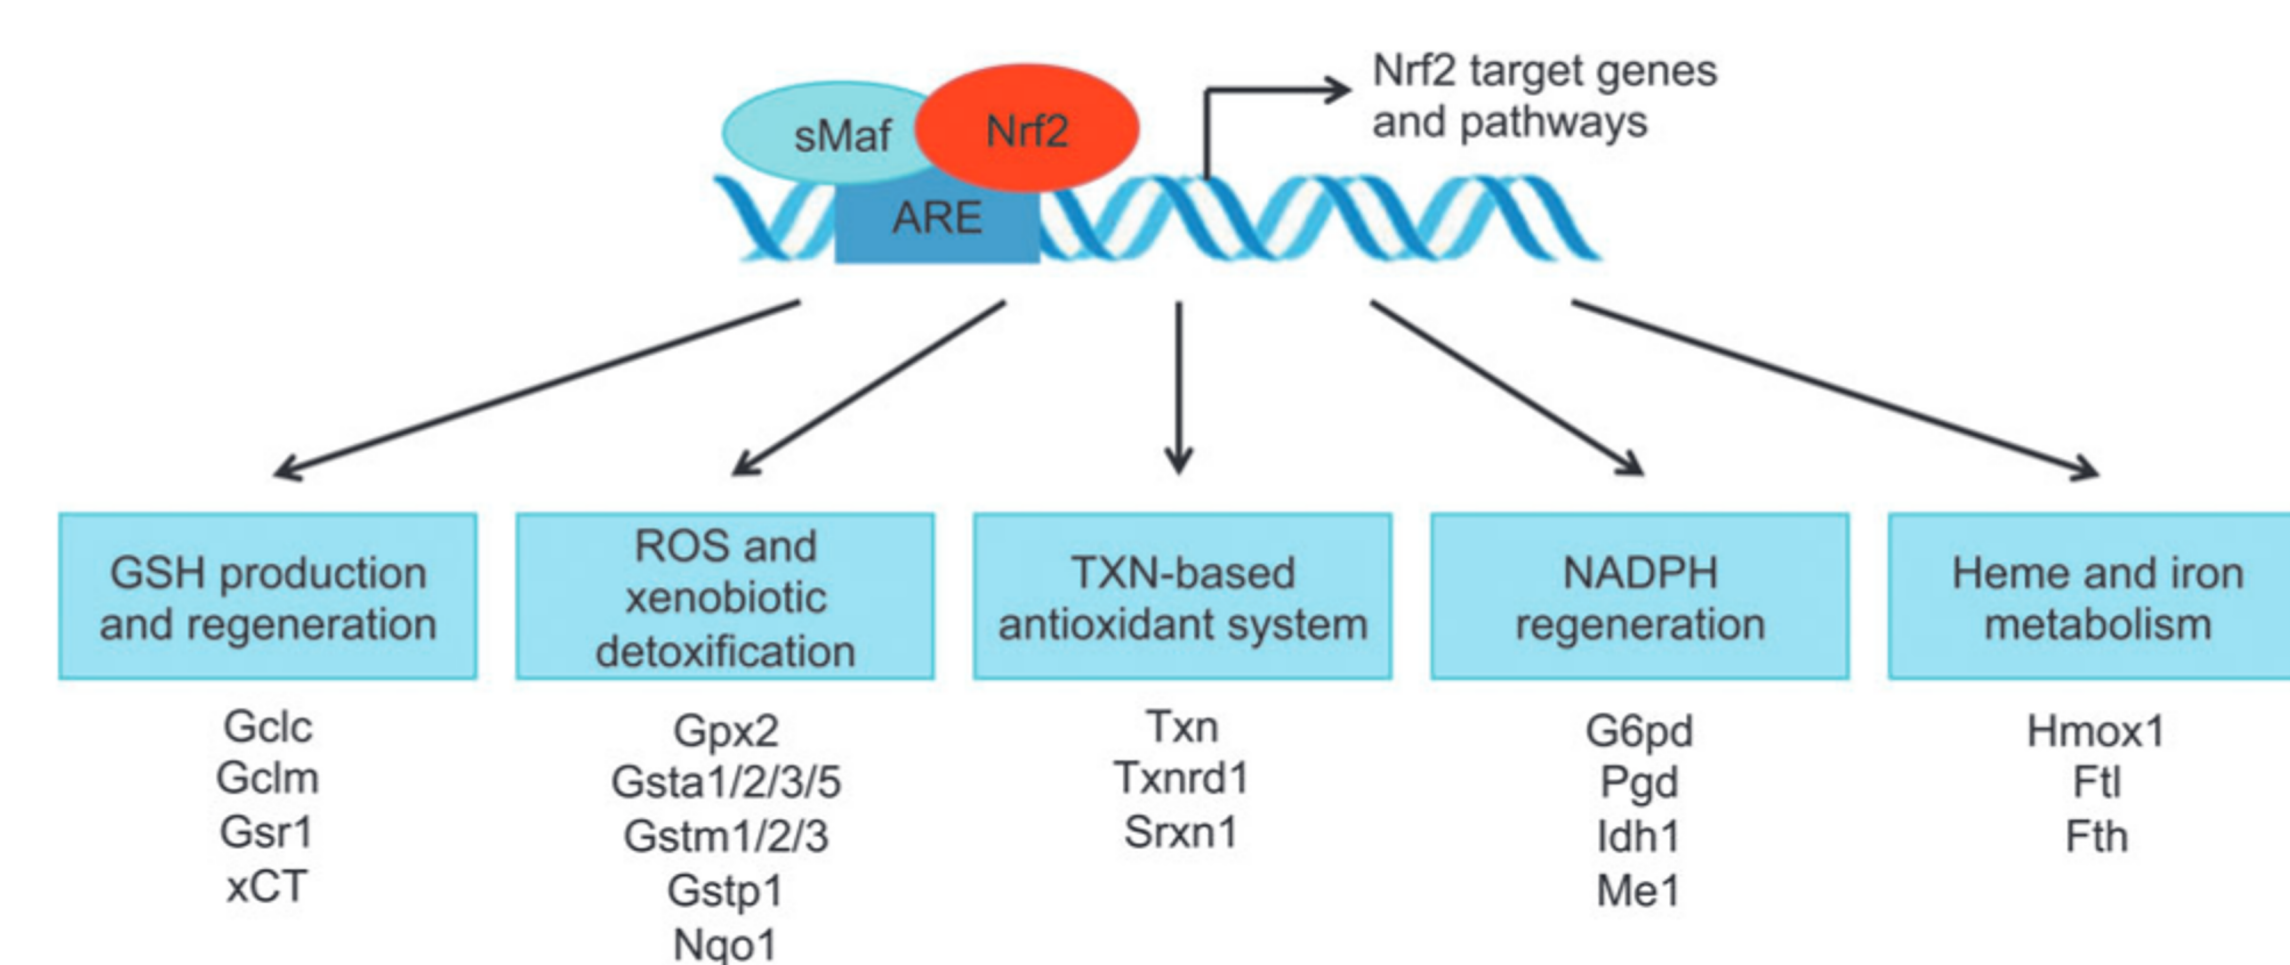 Nrf2 target genes
and pathways
sMaf
Nrf2
ARE
GSH production
and regeneration
Gclc
Gclm
Gsr1
xCT
ROS and
xenobiotic
detoxification
Gpx2
Gsta1/2/3/5
Gstm1/2/3
Gstp1
Nqo1
TXN-based
antioxidant system
Txn
Txnrd1
Srxn1
NADPH
regeneration
G6pd
Pgd
Idh1
Me1
Heme and iron
metabolism
Hmox1
Ftl
Fth